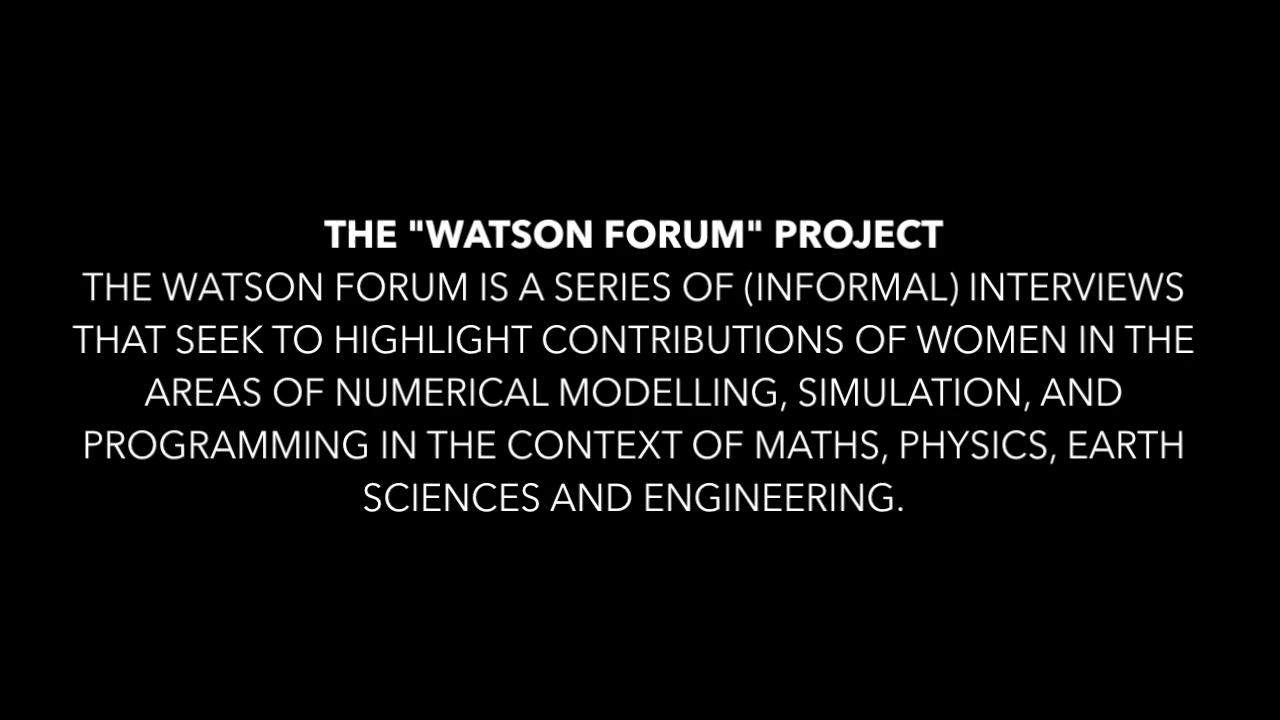 THE "WATSON FORUM" PROJECT
THE WATSON FORUM IS A SERIES OF (INFORMAL) INTERVIEWS
THAT SEEK TO HIGHLIGHT CONTRIBUTIONS OF WOMEN IN THE
AREAS OF NUMERICAL MODELLING, SIMULATION, AND
PROGRAMMING IN THE CONTEXT OF MATHS, PHYSICS, EARTH
SCIENCES AND ENGINEERING.